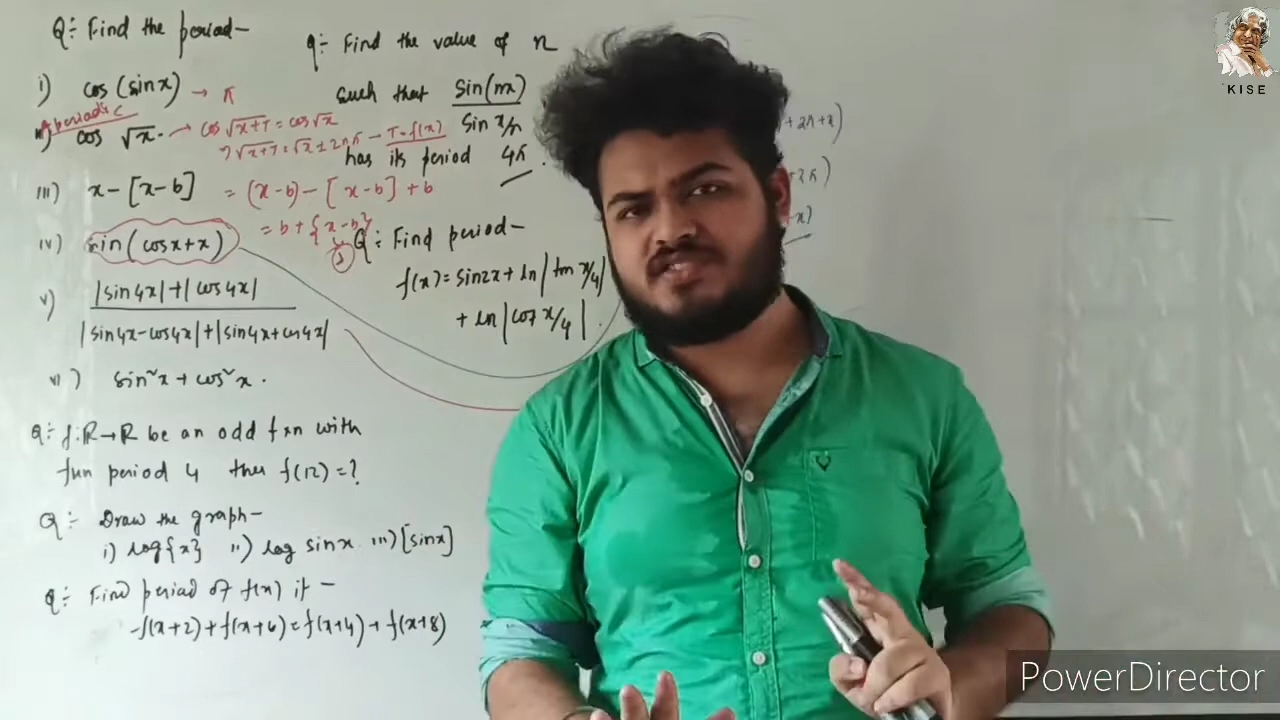 Q:- Find the period-
i) cos(sinx) → π
Aperiodic
ii) cos √x. → cos√x+T = cos√x
⇒ √x+T = √x ± 2nπ → T = f(x)
iii) x-[x-b] = (x-b) - [x-b] + b
= b + {x-b}
1
iv) sin(cosx+x)
v) |sin4x|+|cos4x|
|sin4x-cos4x|+|sin4x+cos4x|
vi) sin²x + cos²x.
Q:- f:R→R be an odd fxn with
fun period 4 then f(12)=?
Q:- Draw the graph-
i) log{x} ii) log sinx. iii) [sinx]
Q:- Find period of f(x) if -
f(x+2)+f(x+6)=f(x+4)+f(x+8)
Q:- Find the value of n
such that sin(nx)
sin x/n
has its period 4π.
Q:- Find period-
f(x)=sin2x+ln|tan x/4|
+ln|cot x/4|.
+2π+x)
KISE
PowerDirector